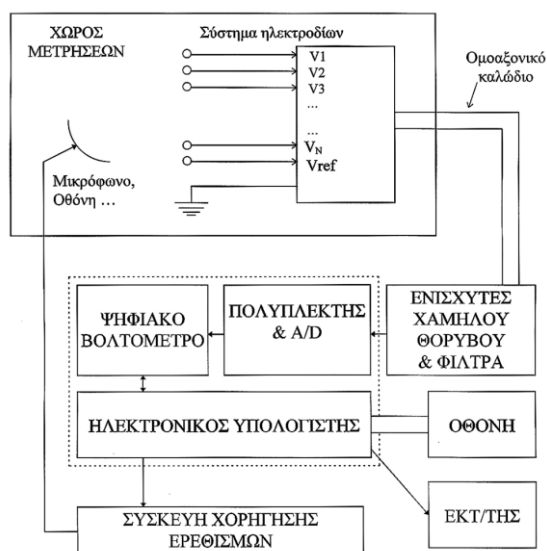 ΧΩΡΟΣ
ΜΕΤΡΗΣΕΩΝ
Σύστημα ηλεκτροδίων
V1
V2
V3
...
...
VN
Vref
Ομοαξονικό
καλώδιο
Μικρόφωνο,
Οθόνη ...
ΨΗΦΙΑΚΟ
ΒΟΛΤΟΜΕΤΡΟ
ΠΟΛΥΠΛΕΚΤΗΣ
& A/D
ΕΝΙΣΧΥΤΕΣ
ΧΑΜΗΛΟΥ
ΘΟΡΥΒΟΥ
& ΦΙΛΤΡΑ
ΗΛΕΚΤΡΟΝΙΚΟΣ ΥΠΟΛΟΓΙΣΤΗΣ
ΟΘΟΝΗ
ΕΚΤ/ΤΗΣ
ΣΥΣΚΕΥΗ ΧΟΡΗΓΗΣΗΣ
ΕΡΕΘΙΣΜΩΝ